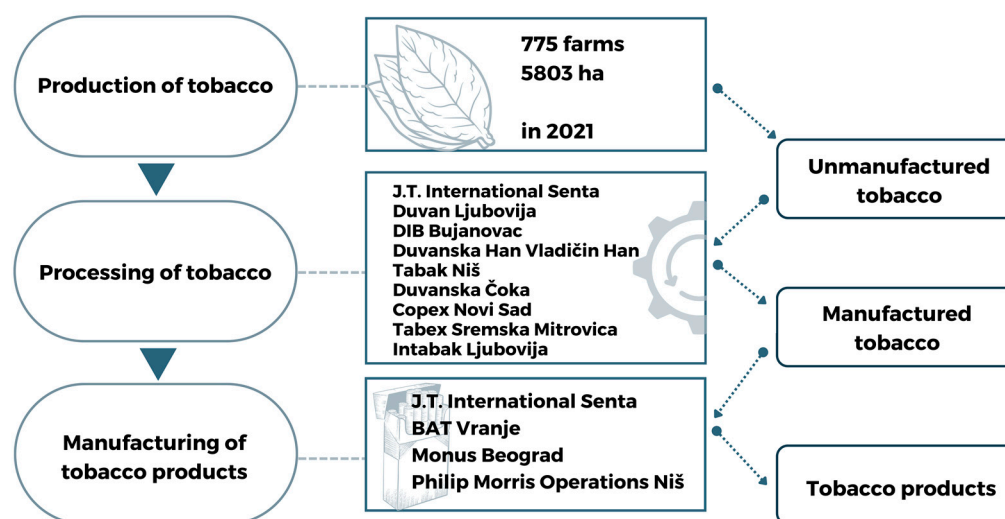 Production of tobacco
775 farms
5803 ha
in 2021
Unmanufactured
tobacco
Processing of tobacco
J.T. International Senta
Duvan Ljubovija
DIB Bujanovac
Duvanska Han Vladičin Han
Tabak Niš
Duvanska Čoka
Copex Novi Sad
Tabex Sremska Mitrovica
Intabak Ljubovija
Manufactured
tobacco
Manufacturing of
tobacco products
J.T. International Senta
BAT Vranje
Monus Beograd
Philip Morris Operations Niš
Tobacco products